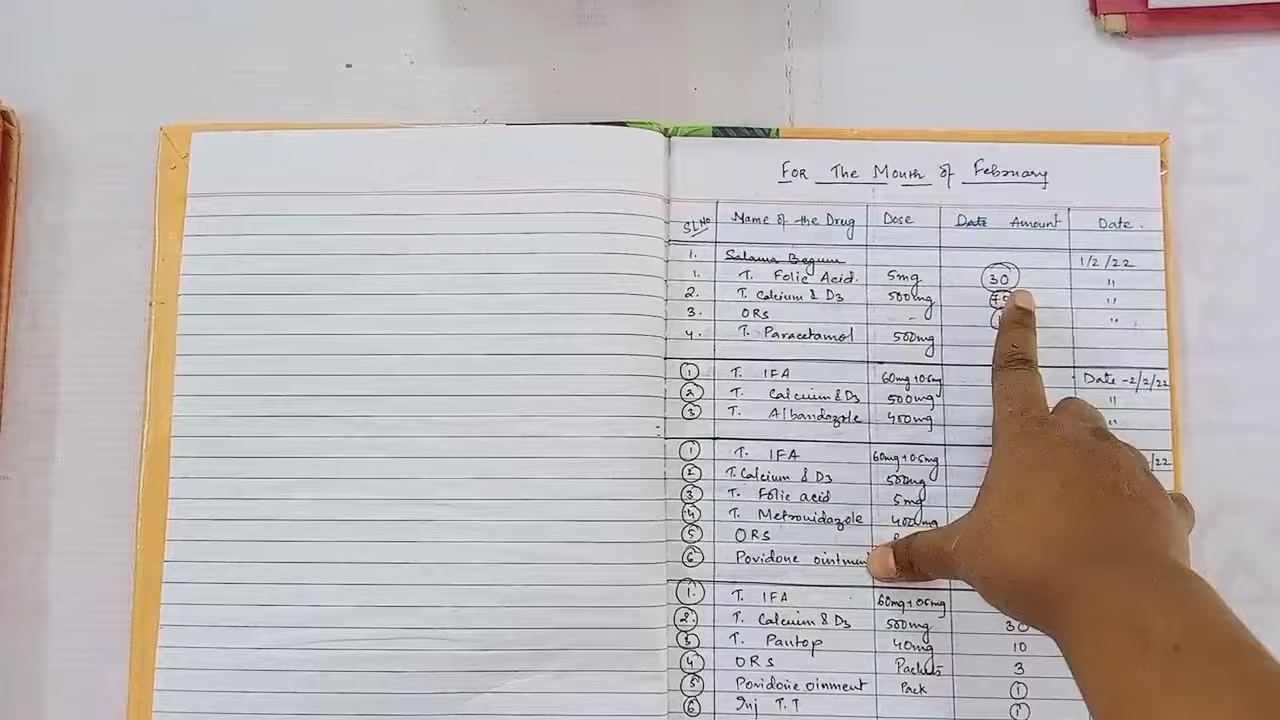 FOR The Month of February
SL No Name of the Drug Dose Date Amount Date.
1. Salama Begum 1/2/22
1. T. Folic Acid. 5mg 30 "
2. T. Calcium & D3 500mg "
3. ORS - "
4. T. Paracetamol 500mg
1 T. IFA 60mg+0.5mg Date -2/2/22
2 T. Calcium & D3 500mg "
3 T. Albandazole 400mg "
1 T. IFA 60mg+0.5mg /22
2 T. Calcium & D3 500mg
3 T. Folic acid 5mg
4 T. Metronidazole 400mg
5 ORS
6 Povidone ointmen
1. T. IFA 60mg+0.5mg
2. T. Calcium & D3 500mg 30
3 T. Pantop 40mg 10
4 ORS Packets 3
5 Povidone oinment Pack 1
6 Inj T.T 1